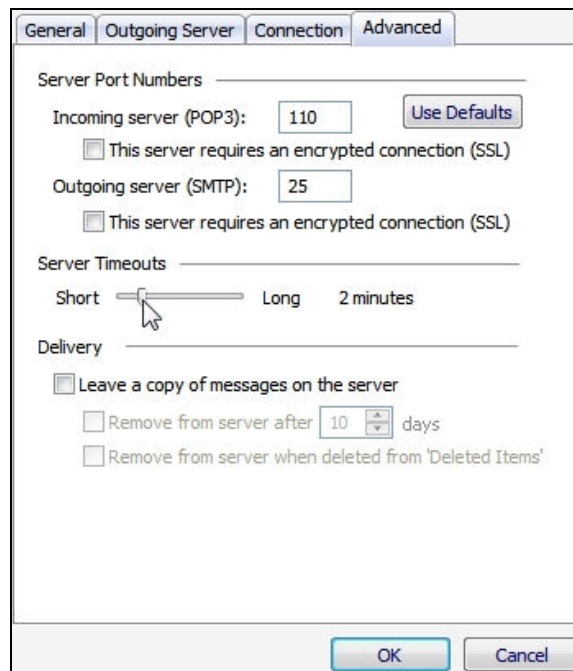 General Outgoing Server Connection Advanced
Server Port Numbers
Incoming server (POP3): 110 Use Defaults
This server requires an encrypted connection (SSL)
Outgoing server (SMTP): 25
This server requires an encrypted connection (SSL)
Server Timeouts
Short Long 2 minutes
Delivery
Leave a copy of messages on the server
Remove from server after 10 days
Remove from server when deleted from 'Deleted Items'
OK Cancel